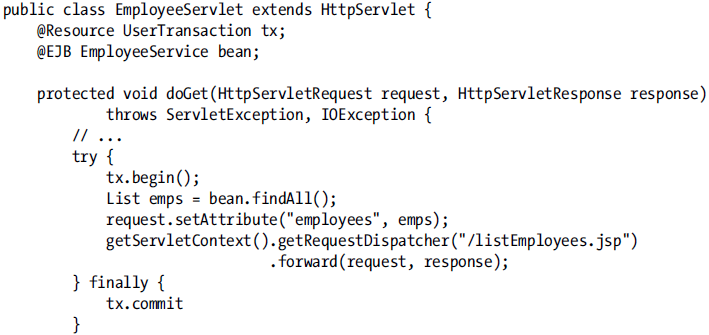 public class EmployeeServlet extends HttpServlet {
    @Resource UserTransaction tx;
    @EJB EmployeeService bean;

    protected void doGet(HttpServletRequest request, HttpServletResponse response)
            throws ServletException, IOException {
        // ...
        try {
            tx.begin();
            List emps = bean.findAll();
            request.setAttribute("employees", emps);
            getServletContext().getRequestDispatcher("/listEmployees.jsp")
                               .forward(request, response);
        } finally {
            tx.commit
        }